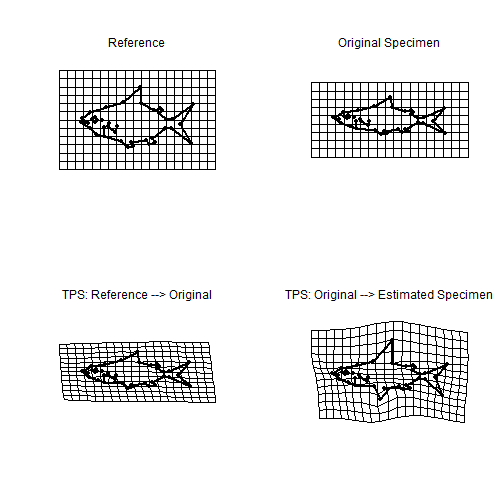 Reference
Original Specimen
TPS: Reference --> Original
TPS: Original --> Estimated Specimen